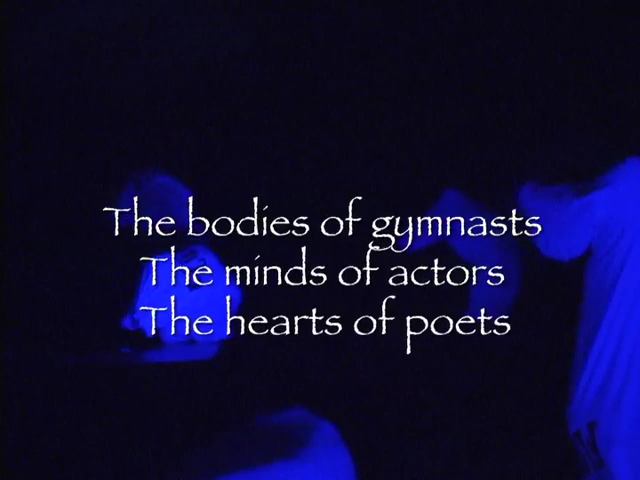 The bodies of gymnasts
The minds of actors
The hearts of poets